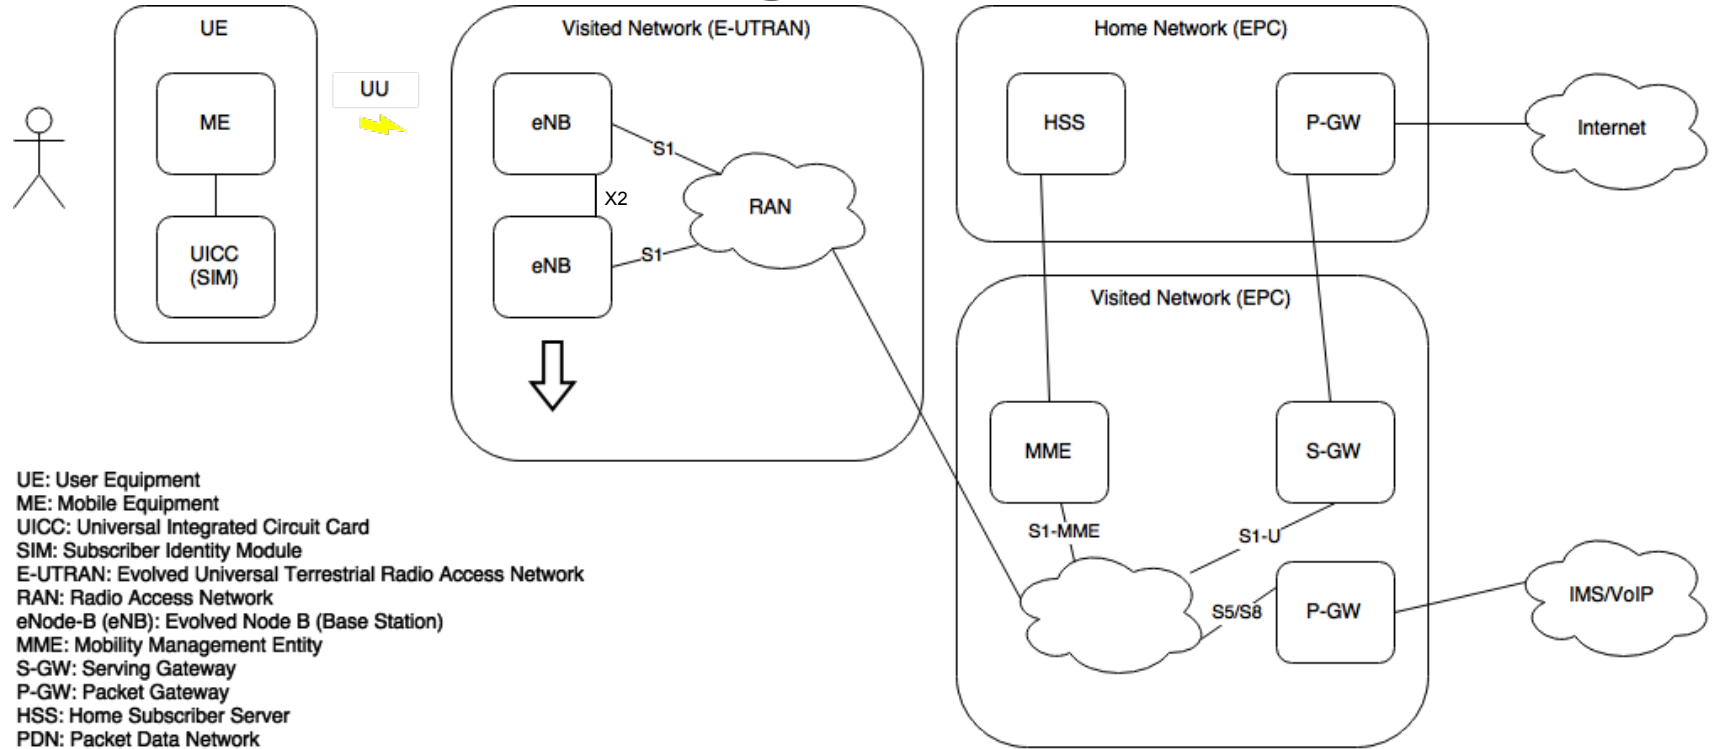 UE
ME
UICC
(SIM)
UU
Visited Network (E-UTRAN)
eNB
S1
X2
RAN
eNB
S1
Home Network (EPC)
HSS
P-GW
Internet
Visited Network (EPC)
MME
S-GW
S1-MME
S1-U
S5/S8
P-GW
IMS/VoIP
UE: User Equipment
ME: Mobile Equipment
UICC: Universal Integrated Circuit Card
SIM: Subscriber Identity Module
E-UTRAN: Evolved Universal Terrestrial Radio Access Network
RAN: Radio Access Network
eNode-B (eNB): Evolved Node B (Base Station)
MME: Mobility Management Entity
S-GW: Serving Gateway
P-GW: Packet Gateway
HSS: Home Subscriber Server
PDN: Packet Data Network